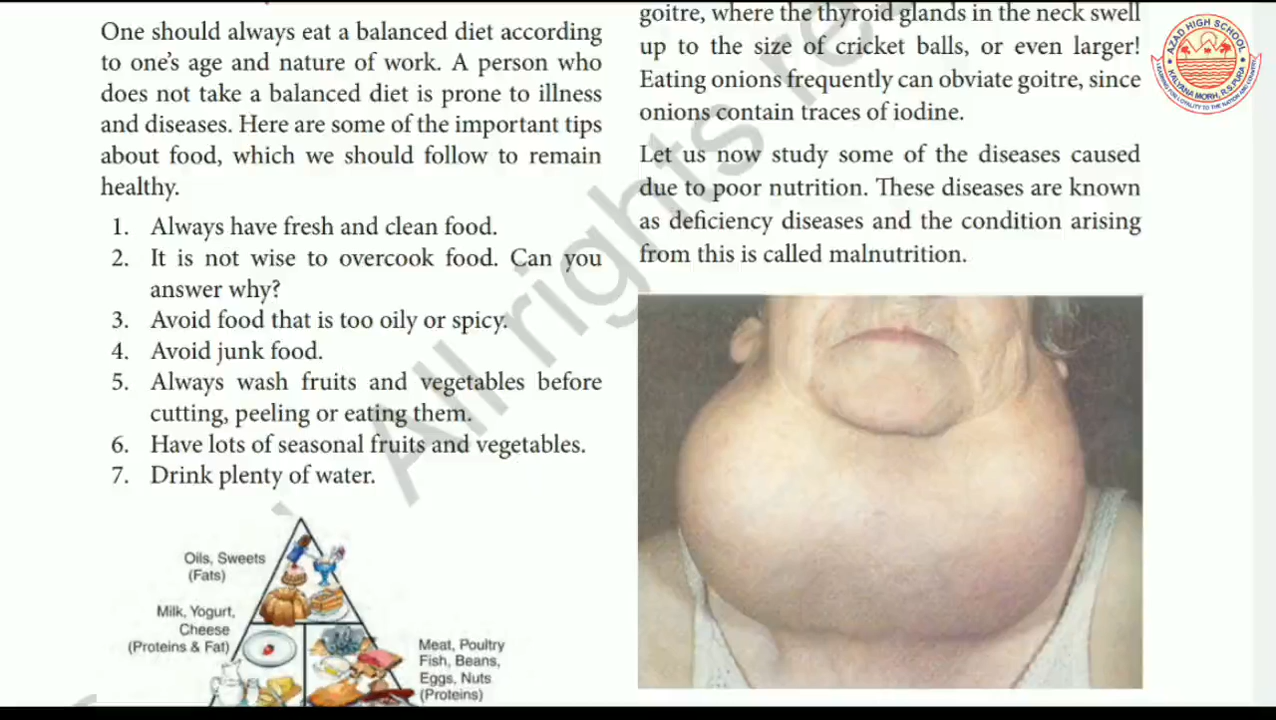 One should always eat a balanced diet according
to one's age and nature of work. A person who
does not take a balanced diet is prone to illness
and diseases. Here are some of the important tips
about food, which we should follow to remain
healthy.
1. Always have fresh and clean food.
2. It is not wise to overcook food. Can you
answer why?
3. Avoid food that is too oily or spicy.
4. Avoid junk food.
5. Always wash fruits and vegetables before
cutting, peeling or eating them.
6. Have lots of seasonal fruits and vegetables.
7. Drink plenty of water.
Oils, Sweets
(Fats)
Milk, Yogurt,
Cheese
(Proteins & Fat)
Meat, Poultry
Fish, Beans,
Eggs, Nuts
(Proteins)
goitre, where the thyroid glands in the neck swell
up to the size of cricket balls, or even larger!
Eating onions frequently can obviate goitre, since
onions contain traces of iodine.
Let us now study some of the diseases caused
due to poor nutrition. These diseases are known
as deficiency diseases and the condition arising
from this is called malnutrition.
All rights re
AZAD HIGH SCHOOL
KALYANA MORH, R.S.PURA